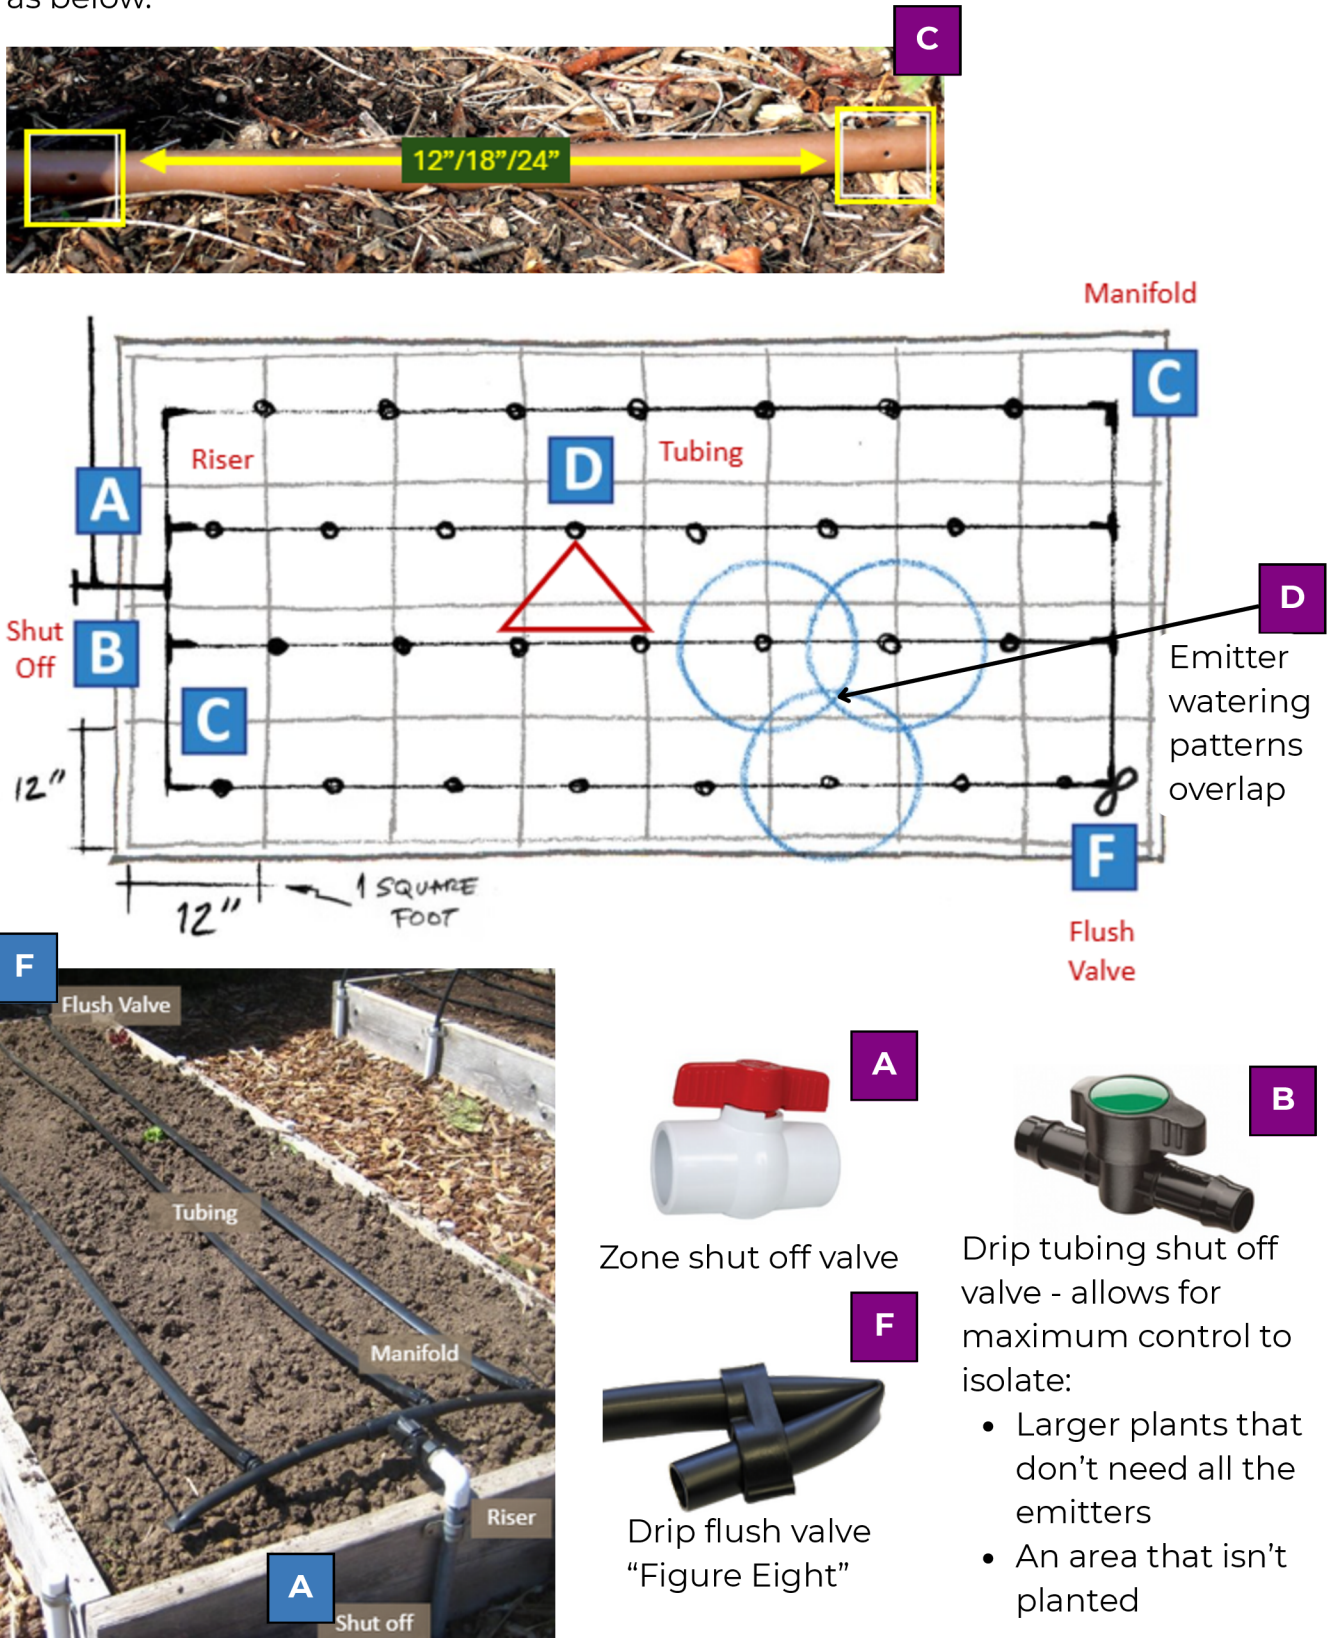 as below.
C
12”/18”/24”
Manifold
C
Riser
D
Tubing
A
D
Shut
Off
B
Emitter
watering
patterns
overlap
C
12”
F
12”
1 SQUARE
FOOT
Flush
Valve
F
Flush Valve
Tubing
Manifold
Riser
A
Shut off
A
Zone shut off valve
B
Drip tubing shut off
valve - allows for
maximum control to
isolate:
• Larger plants that
don’t need all the
emitters
• An area that isn’t
planted
F
Drip flush valve
“Figure Eight”